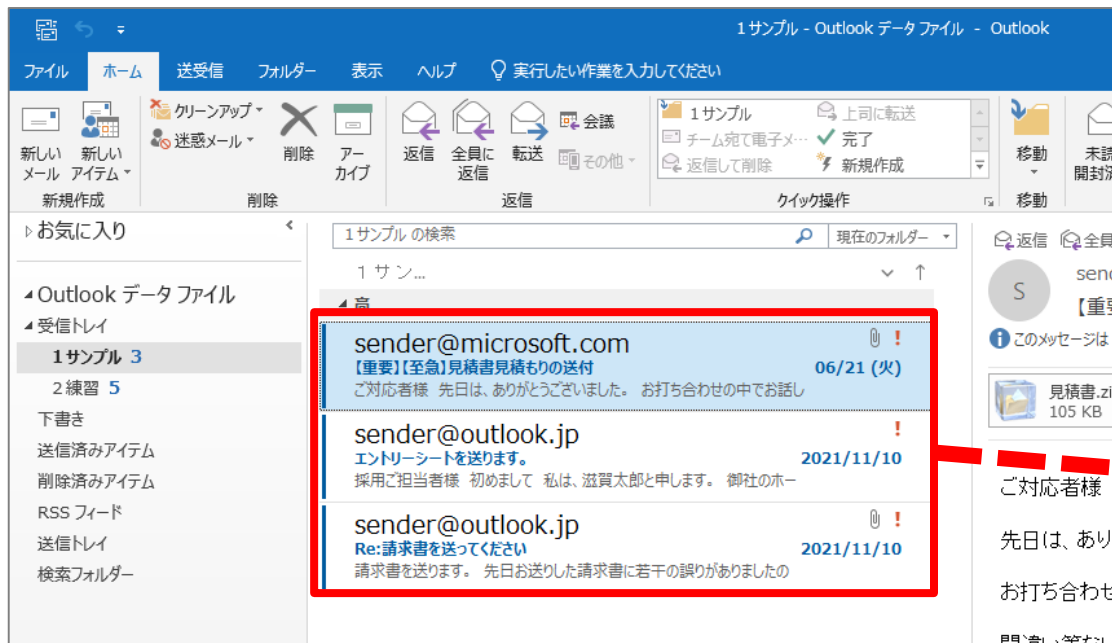 1サンプル - Outlook データ ファイル - Outlook
ファイル ホーム 送受信 フォルダー 表示 ヘルプ 実行したい作業を入力してください
新しい メール
新しい アイテム
新規作成
クリーンアップ
迷惑メール
削除
アー カイブ
削除
返信
全員に 返信
転送
会議
その他
返信
1サンプル
チーム宛て電子メ…
返信して削除
上司に転送
完了
新規作成
クイック操作
移動
移動
開封済
お気に入り
Outlook データ ファイル
受信トレイ
1サンプル 3
2練習 5
下書き
送信済みアイテム
削除済みアイテム
RSS フィード
送信トレイ
検索フォルダー
1サンプル の検索
現在のフォルダー
1サン...
高
sender@microsoft.com
【重要】【至急】見積書見積もりの送付 06/21 (火)
ご対応者様 先日は、ありがとうございました。 お打ち合わせの中でお話し
sender@outlook.jp
エントリーシートを送ります。 2021/11/10
採用ご担当者様 初めまして 私は、滋賀太郎と申します。 御社のホー
sender@outlook.jp
Re:請求書を送ってください 2021/11/10
請求書を送ります。 先日お送りした請求書に若干の誤りがありましたの
返信 全員
S
send
【重要
このメッセージは
見積書.zi
105 KB
ご対応者様
先日は、あり
お打ち合わせ